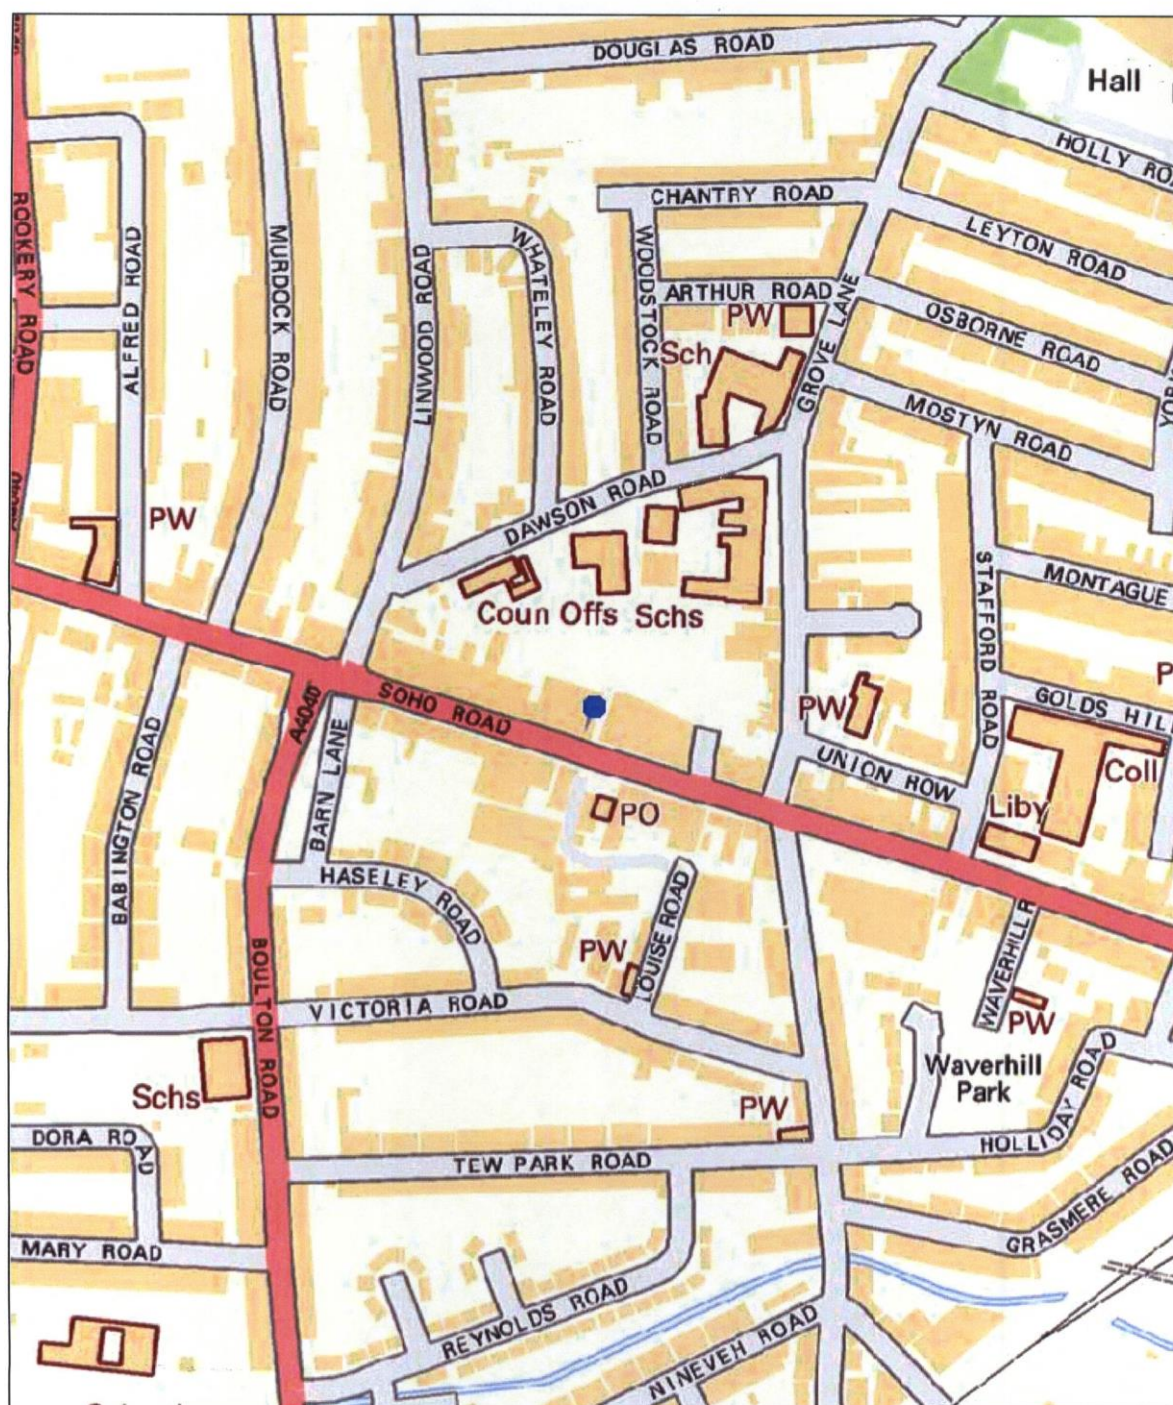 DOUGLAS ROAD
Hall
HOLLY RO
CHANTRY ROAD
LEYTON ROAD
ROOKERY ROAD
ALFRED ROAD
MURDOCK ROAD
LINWOOD ROAD
WHATELEY ROAD
WOODSTOCK ROAD
ARTHUR ROAD
PW
Sch
GROVE LANE
OSBORNE ROAD
MOSTYN ROAD
PW
DAWSON ROAD
Coun Offs Schs
STAFFORD ROAD
MONTAGUE
A4040
SOHO ROAD
PW
GOLDS HILL
P
BABINGTON ROAD
BARN LANE
UNION ROW
Coll
Liby
PO
HASELEY ROAD
PW
LOUISE ROAD
WAVERHILL R
PW
BOULTON ROAD
VICTORIA ROAD
Waverhill
Park
Schs
PW
DORA ROAD
HOLLIDAY ROAD
TEW PARK ROAD
GRASMERE ROAD
MARY ROAD
REYNOLDS ROAD
NINEVEH ROAD